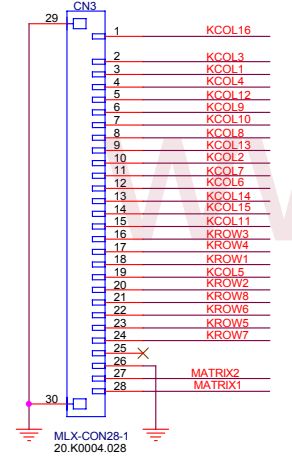 CN3
29
1 KCOL16
2 KCOL3
3 KCOL1
4 KCOL4
5 KCOL12
6 KCOL9
7 KCOL10
8 KCOL8
9 KCOL13
10 KCOL2
11 KCOL7
12 KCOL6
13 KCOL14
14 KCOL15
15 KCOL11
16 KROW3
17 KROW4
18 KROW1
19 KCOL5
20 KROW2
21 KROW8
22 KROW6
23 KROW5
24 KROW7
25
26
27 MATRIX2
28 MATRIX1
30
MLX-CON28-1
20.K0004.028